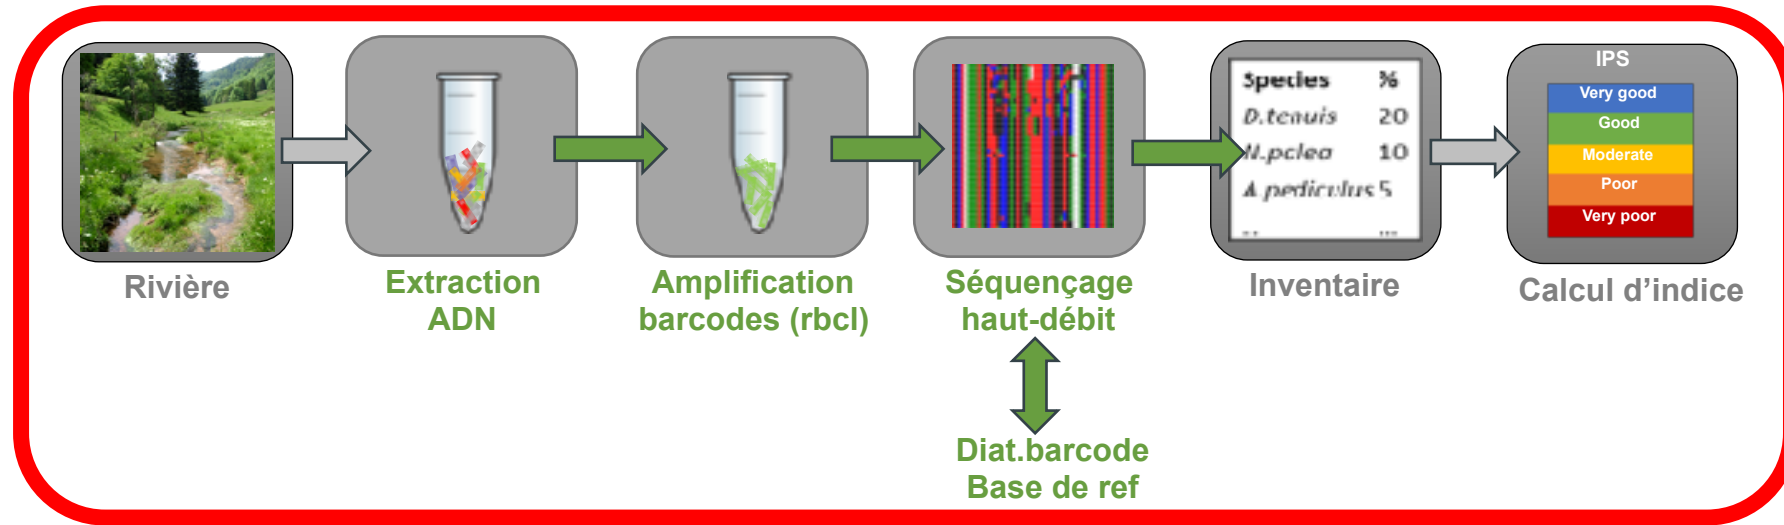 Rivière
Extraction
ADN
Amplification
barcodes (rbcl)
Séquençage
haut-débit
Diat.barcode
Base de ref
Species %
D.tenuis 20
N.palea 10
A.pediculus 5
... ...
Inventaire
IPS
Very good
Good
Moderate
Poor
Very poor
Calcul d’indice